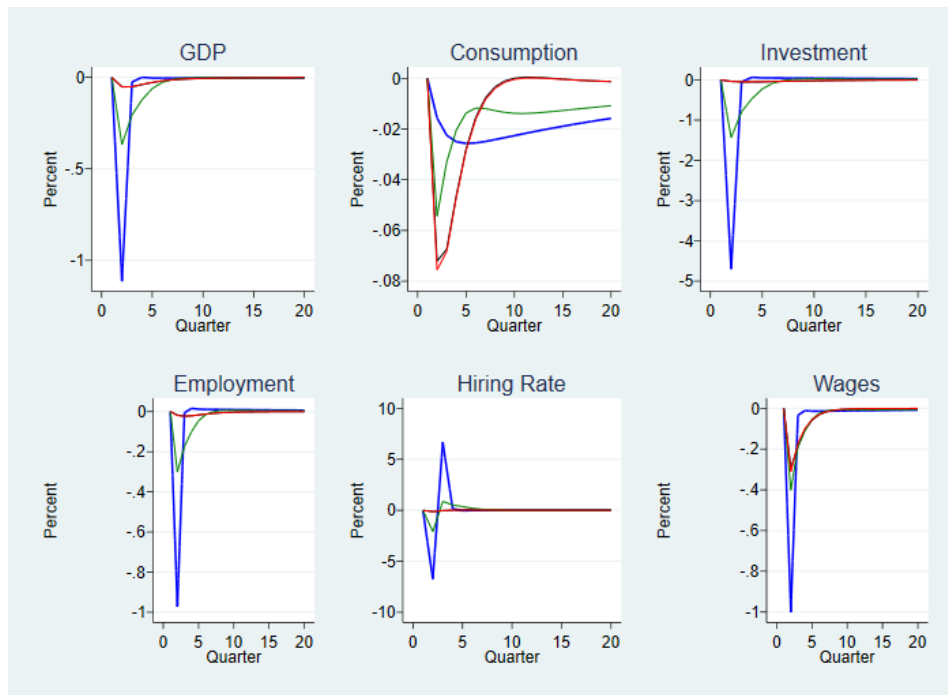 GDP
Percent
0
-.5
-1
0 5 10 15 20
Quarter
Consumption
Percent
0
-.02
-.04
-.06
-.08
0 5 10 15 20
Quarter
Investment
Percent
0
-1
-2
-3
-4
-5
0 5 10 15 20
Quarter
Employment
Percent
0
-.2
-.4
-.6
-.8
-1
0 5 10 15 20
Quarter
Hiring Rate
Percent
10
5
0
-5
-10
0 5 10 15 20
Quarter
Wages
Percent
0
-.2
-.4
-.6
-.8
-1
0 5 10 15 20
Quarter